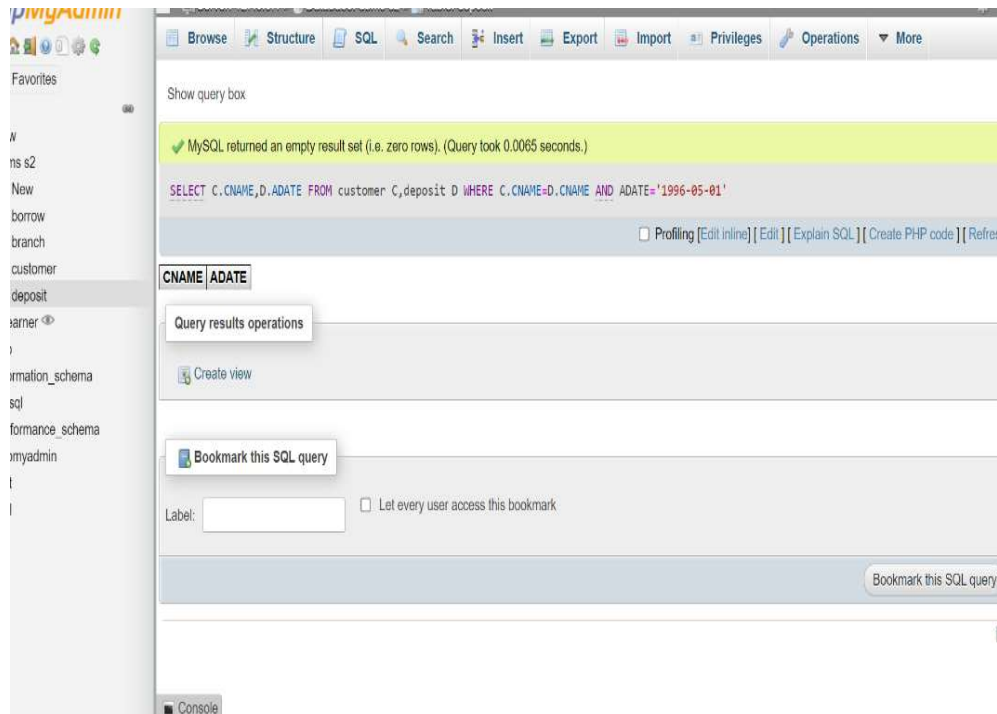 Browse Structure SQL Search Insert Export Import Privileges Operations More
Favorites
Show query box
MySQL returned an empty result set (i.e. zero rows). (Query took 0.0065 seconds.)
SELECT C.CNAME,D.ADATE FROM customer C,deposit D WHERE C.CNAME=D.CNAME AND ADATE='1996-05-01'
Profiling [Edit inline] [ Edit ] [ Explain SQL ] [ Create PHP code ] [ Refres
ms s2
New
borrow
branch
customer
deposit
earner
ormation_schema
sql
formance_schema
omyadmin
CNAME ADATE
Query results operations
Create view
Bookmark this SQL query
Label:
Let every user access this bookmark
Bookmark this SQL query
Console